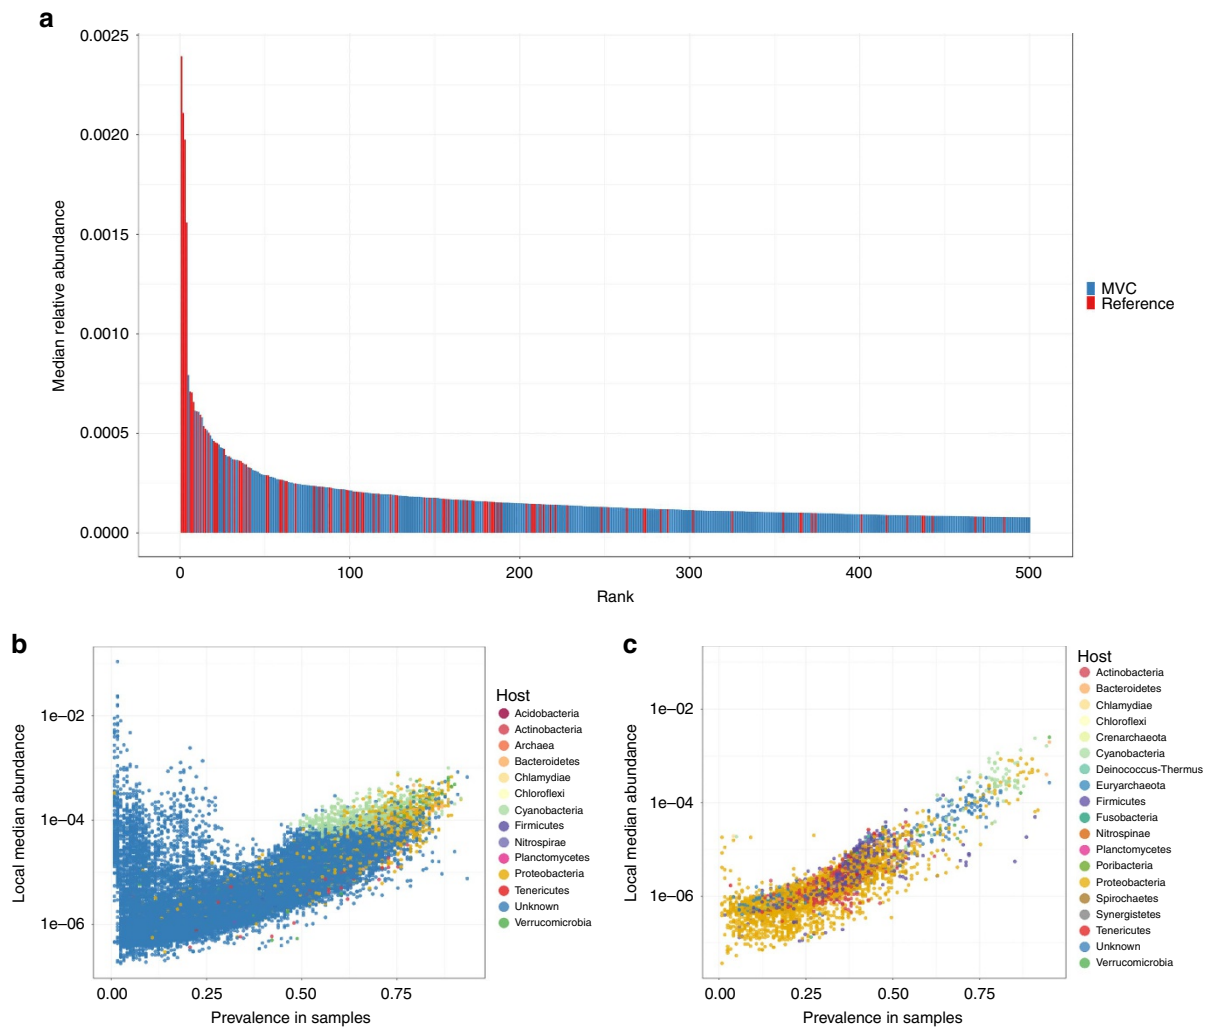 a
0.0025
0.0020
0.0015
0.0010
0.0005
0.0000
Median relative abundance
0 100 200 300 400 500
Rank
MVC
Reference
b
1e−02
1e−04
1e−06
Local median abundance
0.00 0.25 0.50 0.75
Prevalence in samples
Host
Acidobacteria
Actinobacteria
Archaea
Bacteroidetes
Chlamydiae
Chloroflexi
Cyanobacteria
Firmicutes
Nitrospirae
Planctomycetes
Proteobacteria
Tenericutes
Unknown
Verrucomicrobia
c
1e−02
1e−04
1e−06
Local median abundance
0.00 0.25 0.50 0.75
Prevalence in samples
Host
Actinobacteria
Bacteroidetes
Chlamydiae
Chloroflexi
Crenarchaeota
Cyanobacteria
Deinococcus-Thermus
Euryarchaeota
Firmicutes
Fusobacteria
Nitrospinae
Planctomycetes
Poribacteria
Proteobacteria
Spirochaetes
Synergistetes
Tenericutes
Unknown
Verrucomicrobia